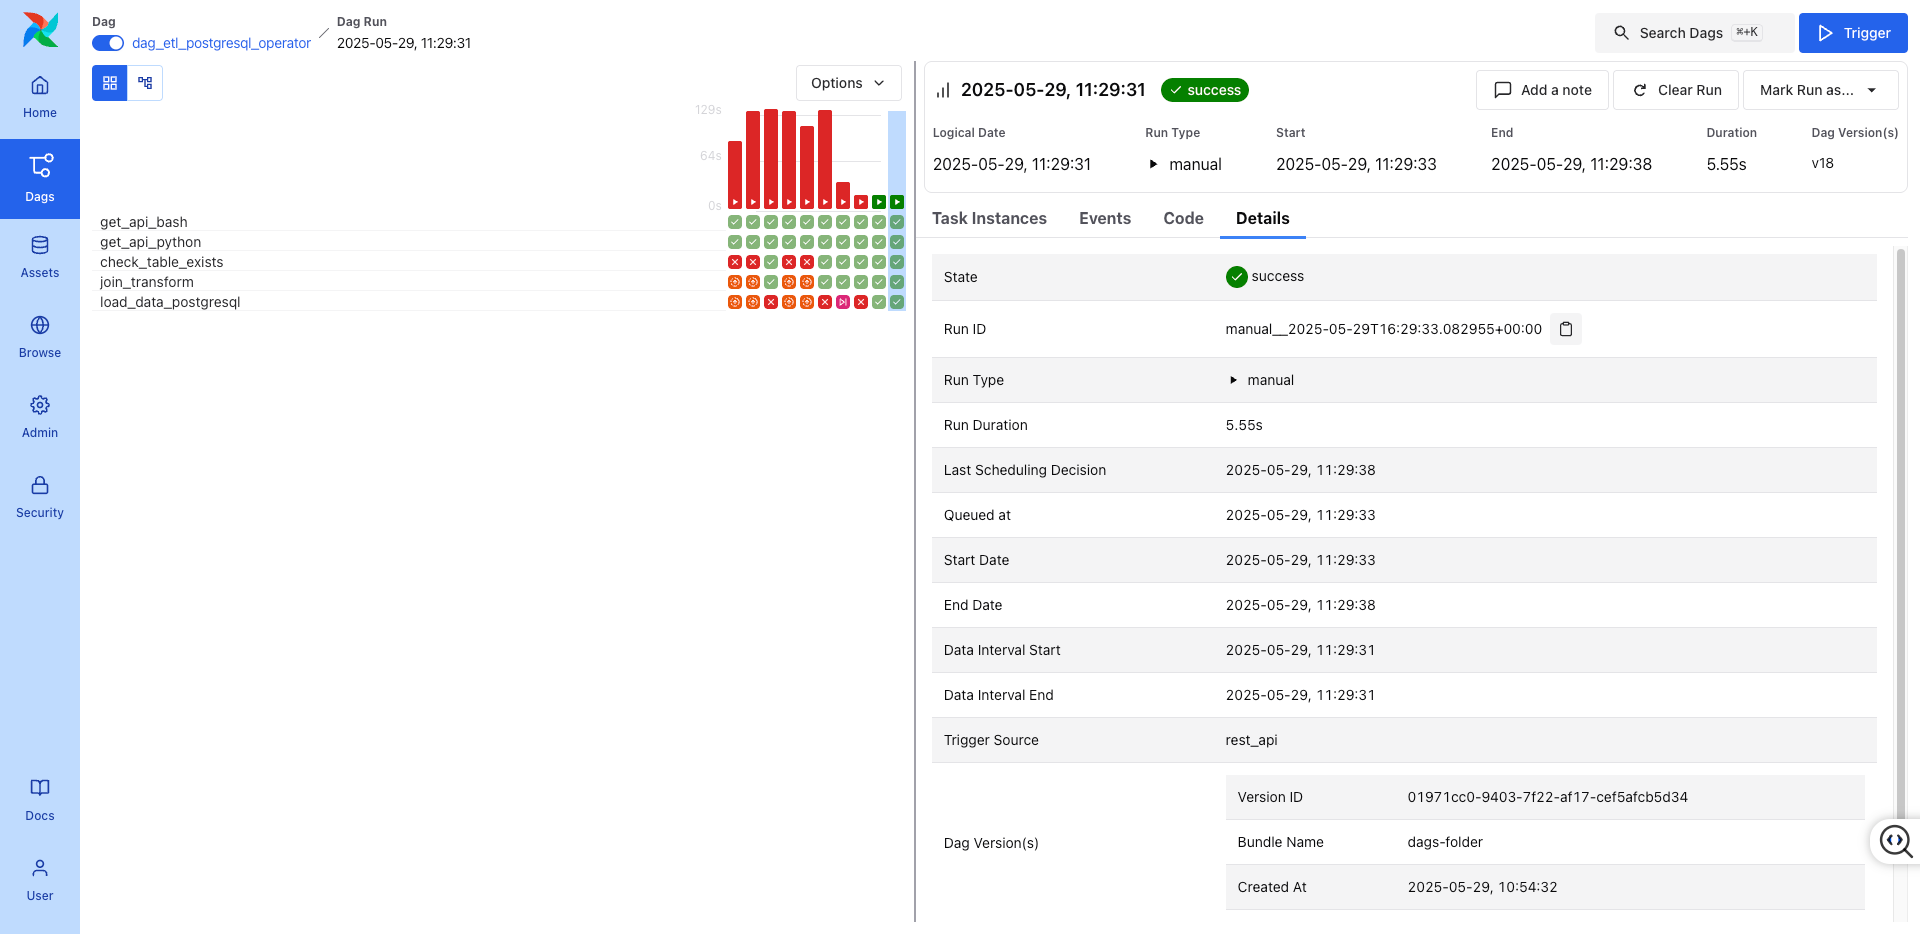 Dag
dag_etl_postgresql_operator
/
Dag Run
2025-05-29, 11:29:31
Search Dags ⌘+K
Trigger
Home
Dags
Assets
Browse
Admin
Security
Docs
User
Options
129s
64s
0s
get_api_bash
get_api_python
check_table_exists
join_transform
load_data_postgresql
2025-05-29, 11:29:31 success
Add a note
Clear Run
Mark Run as...
Logical Date Run Type Start End Duration Dag Version(s)
2025-05-29, 11:29:31 manual 2025-05-29, 11:29:33 2025-05-29, 11:29:38 5.55s v18
Task Instances Events Code Details
State success
Run ID manual__2025-05-29T16:29:33.082955+00:00
Run Type manual
Run Duration 5.55s
Last Scheduling Decision 2025-05-29, 11:29:38
Queued at 2025-05-29, 11:29:33
Start Date 2025-05-29, 11:29:33
End Date 2025-05-29, 11:29:38
Data Interval Start 2025-05-29, 11:29:31
Data Interval End 2025-05-29, 11:29:31
Trigger Source rest_api
Dag Version(s)
Version ID 01971cc0-9403-7f22-af17-cef5afcb5d34
Bundle Name dags-folder
Created At 2025-05-29, 10:54:32